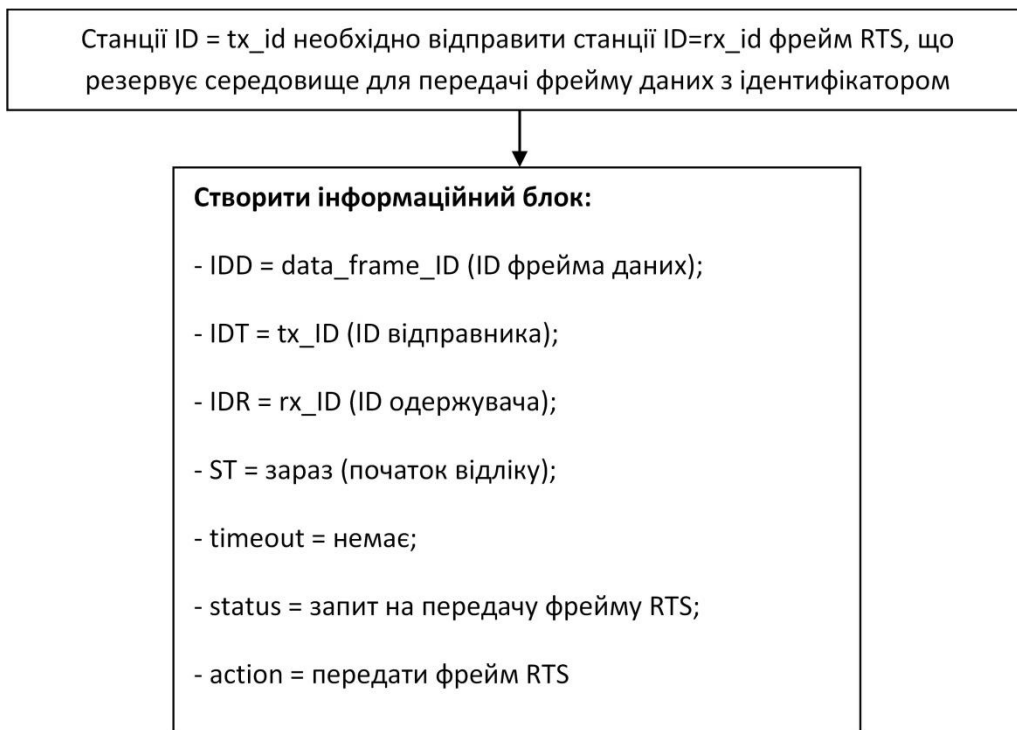 Станції ID = tx_id необхідно відправити станції ID=rx_id фрейм RTS, що
резервує середовище для передачі фрейму даних з ідентифікатором
Створити інформаційний блок:
- IDD = data_frame_ID (ID фрейма даних);
- IDT = tx_ID (ID відправника);
- IDR = rx_ID (ID одержувача);
- ST = зараз (початок відліку);
- timeout = немає;
- status = запит на передачу фрейму RTS;
- action = передати фрейм RTS